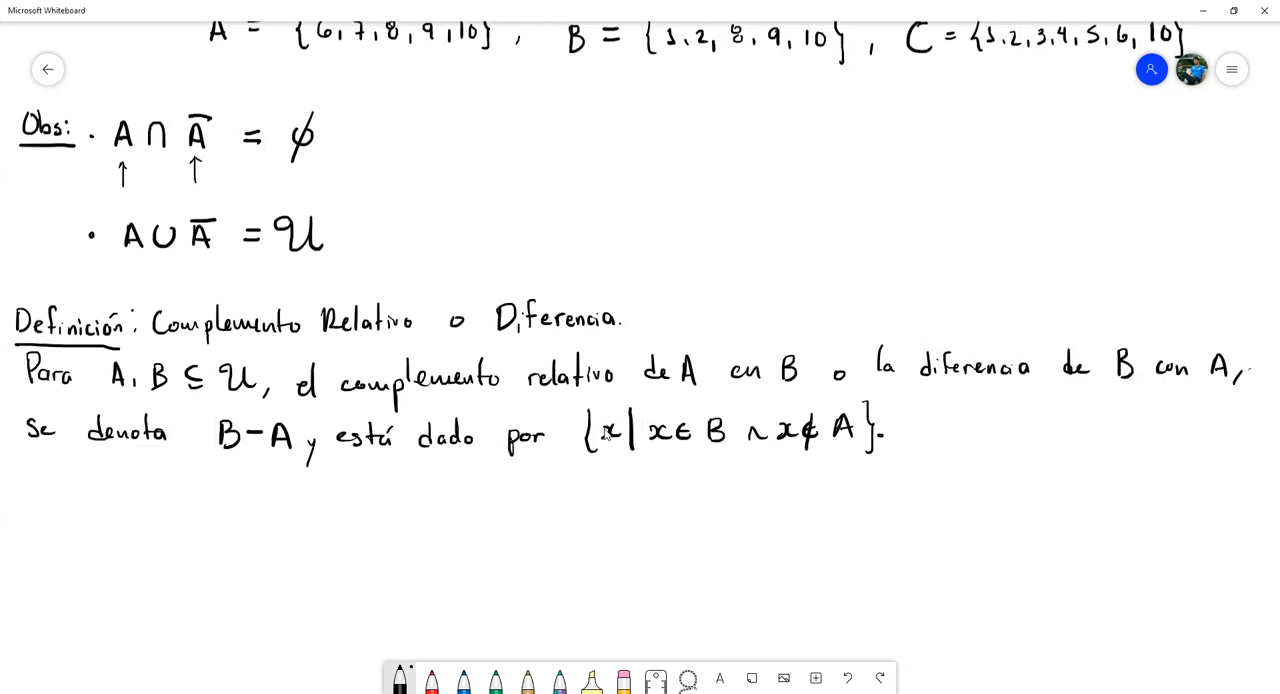 Microsoft Whiteboard
A = {6,7,8,9,10}, B = {1,2,8,9,10}, C = {1,2,3,4,5,6,10}
Obs: · A ∩ A̅ = ϕ
↑ ↑
· A ∪ A̅ = 𝒰
Definición: Complemento Relativo o Diferencia.
Para A, B ⊆ 𝒰, el complemento relativo de A en B o la diferencia de B con A,
se denota B-A y está dado por {x | x ∈ B ∧ x ∉ A}.